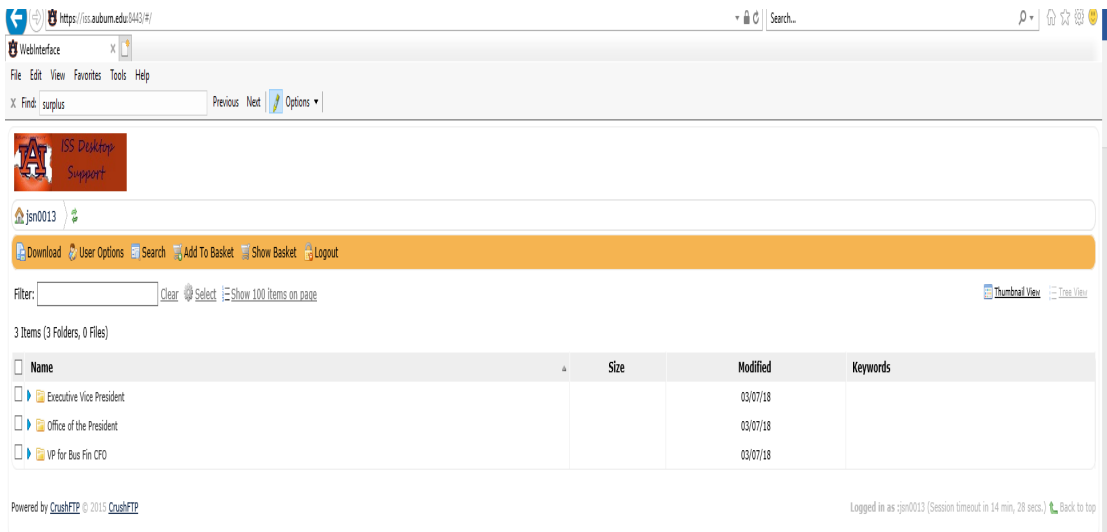 https://iss.auburn.edu:8443/#/ Search...
WebInterface
File Edit View Favorites Tools Help
X Find: surplus Previous Next Options
ISS Desktop
Support
jsn0013
Download User Options Search Add To Basket Show Basket Logout
Filter: Clear Select Show 100 items on page Thumbnail View Tree View
3 Items (3 Folders, 0 Files)
Name Size Modified Keywords
Executive Vice President 03/07/18
Office of the President 03/07/18
VP for Bus Fin CFO 03/07/18
Powered by CrushFTP © 2015 CrushFTP Logged in as :jsn0013 (Session timeout in 14 min, 28 secs.) Back to top